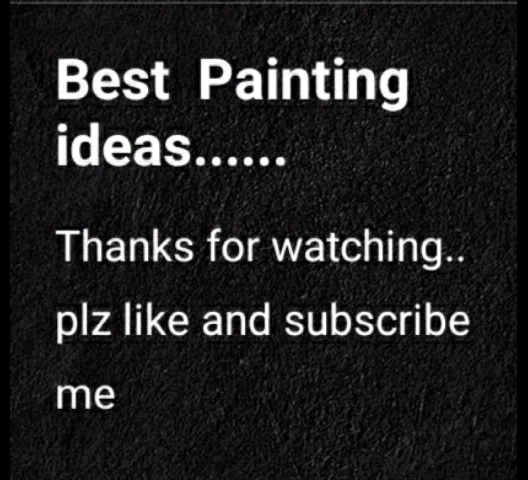 Best  Painting
ideas......
Thanks for watching..
plz like and subscribe
me